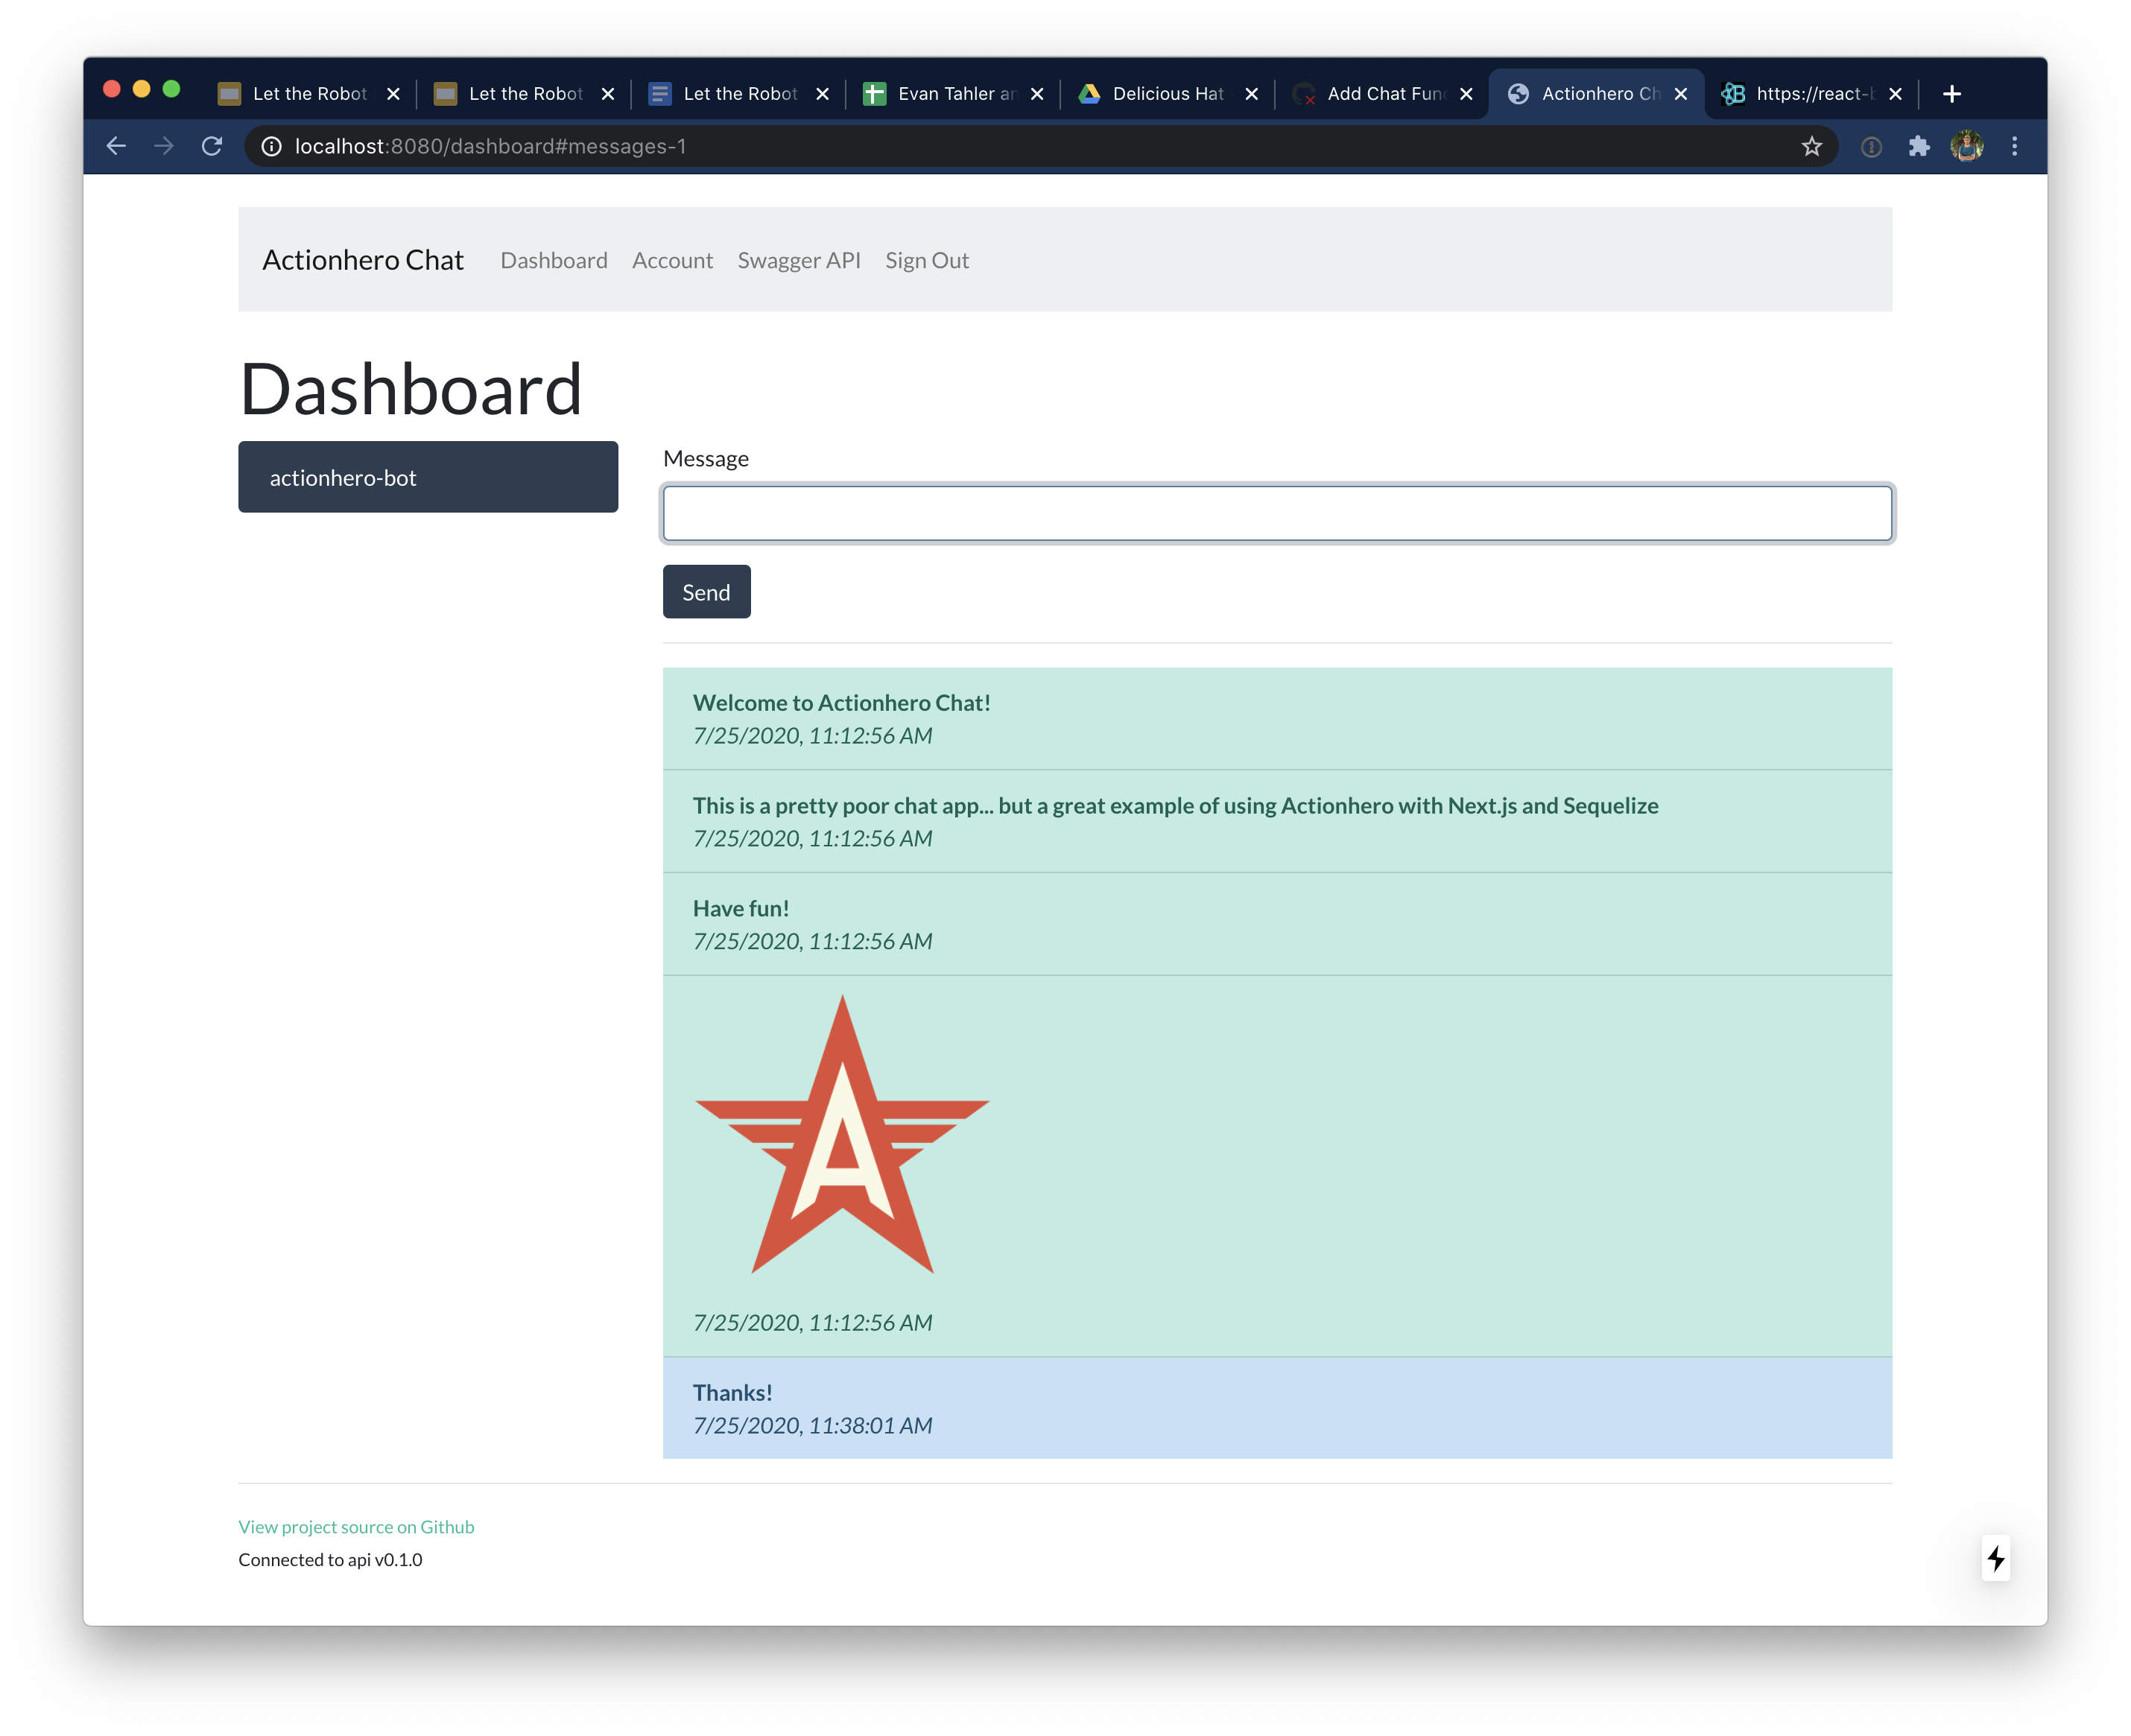 Let the Robot
Let the Robot
Let the Robot
Evan Tahler
Delicious Hat
Add Chat
Actionhero
https://react-
localhost:8080/dashboard#messages-1
Actionhero Chat Dashboard Account Swagger API Sign Out
Dashboard
actionhero-bot
Message
Send
Welcome to Actionhero Chat!
7/25/2020, 11:12:56 AM
This is a pretty poor chat app... but a great example of using Actionhero with Next.js and Sequelize
7/25/2020, 11:12:56 AM
Have fun!
7/25/2020, 11:12:56 AM
A
7/25/2020, 11:12:56 AM
Thanks!
7/25/2020, 11:38:01 AM
View project source on Github
Connected to api v0.1.0